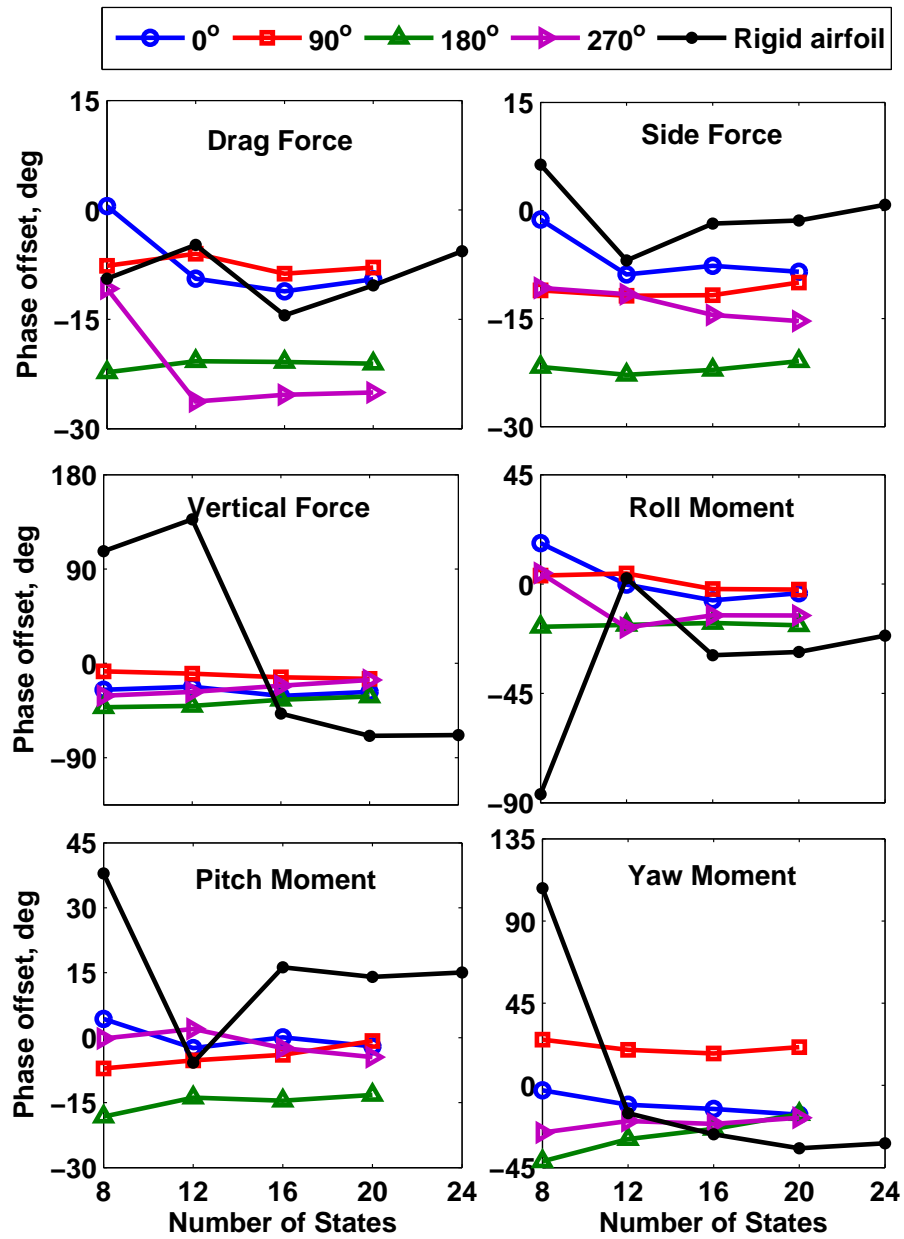 0° 90° 180° 270° Rigid airfoil
Drag Force
Phase offset, deg
15
0
−15
−30
Side Force
15
0
−15
−30
Vertical Force
Phase offset, deg
180
90
0
−90
Roll Moment
45
0
−45
−90
Pitch Moment
Phase offset, deg
45
30
15
0
−15
−30
8 12 16 20 24
Number of States
Yaw Moment
135
90
45
0
−45
8 12 16 20 24
Number of States